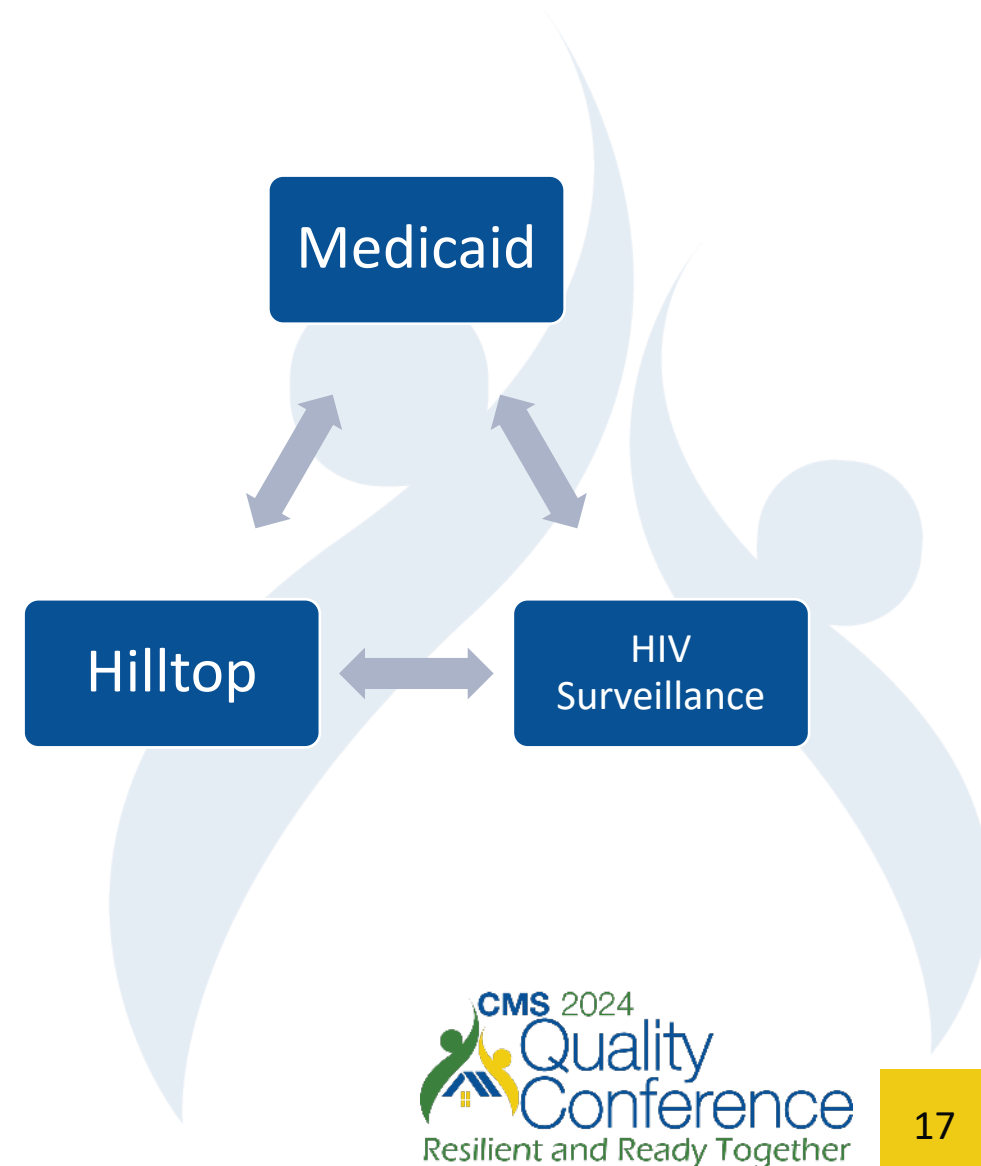 Medicaid
Hilltop
HIV
Surveillance
CMS 2024
Quality
Conference
Resilient and Ready Together
17